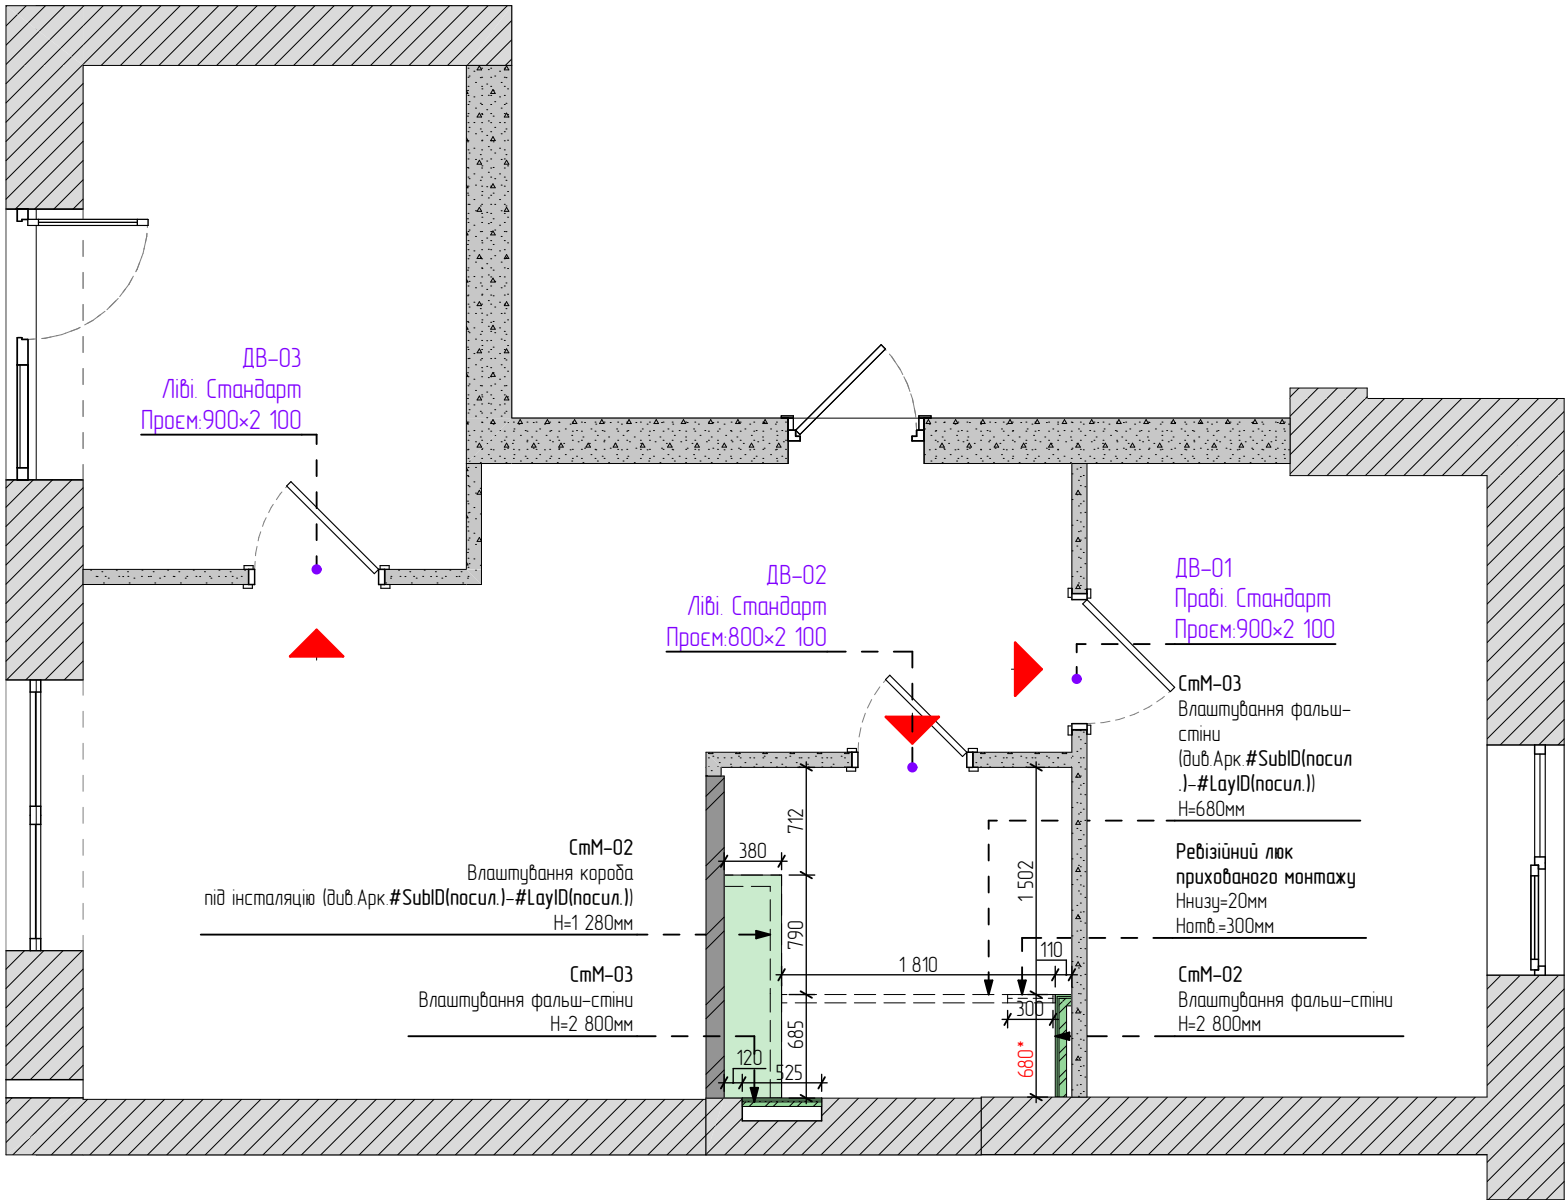 ДВ-03
Ліві. Стандарт
Проєм:900×2 100
ДВ-02
Ліві. Стандарт
Проєм:800×2 100
ДВ-01
Праві. Стандарт
Проєм:900×2 100
СтМ-03
Влаштування фальш-
стіни
(див.Арк.#SubID(посил
.)-#LayID(посил.))
Н=680мм
Ревізійний люк
прихованого монтажу
Ннизу=20мм
Нотв.=300мм
СтМ-02
Влаштування фальш-стіни
Н=2 800мм
СтМ-02
Влаштування короба
під інсталяцію (див.Арк.#SubID(посил.)-#LayID(посил.))
Н=1 280мм
СтМ-03
Влаштування фальш-стіни
Н=2 800мм
712
380
790
1 502
1 810
110
300
685
680*
120
525